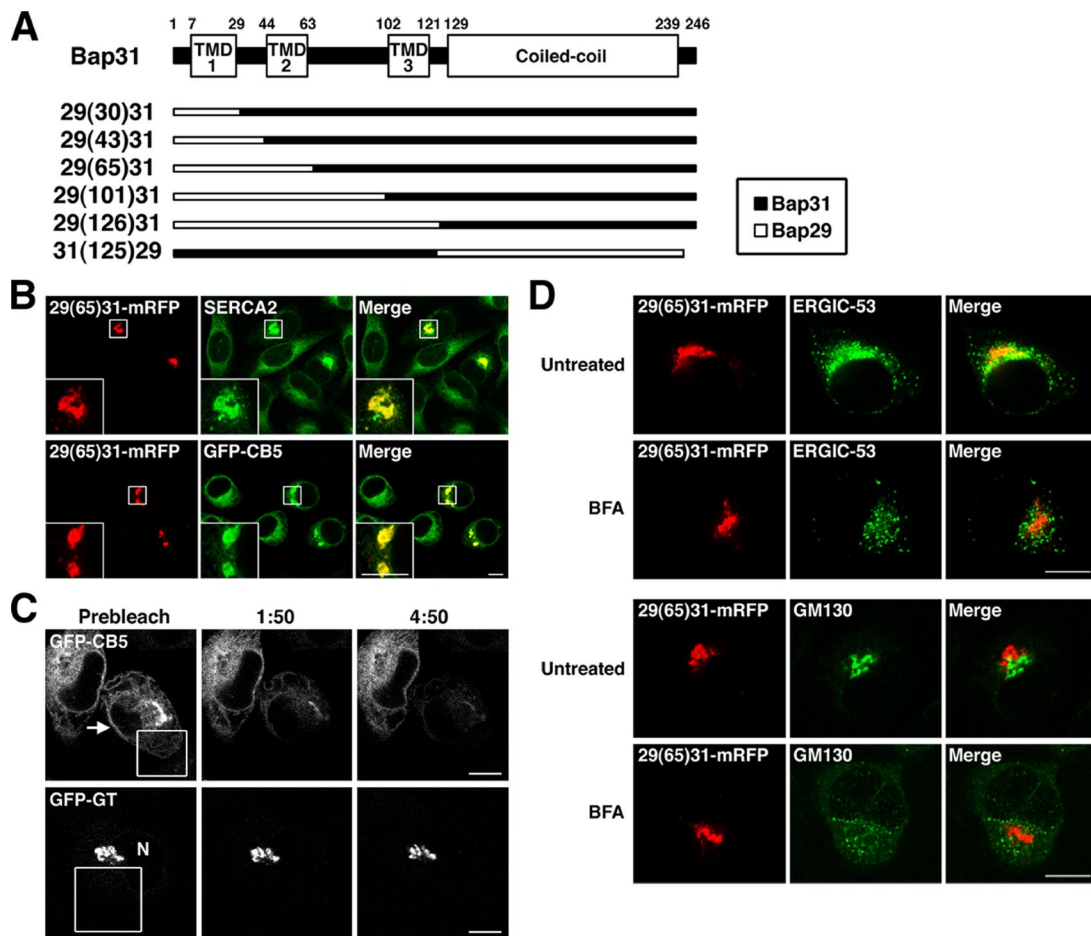 A
1 7 29 44 63 102 121 129 239 246
Bap31
TMD
1
TMD
2
TMD
3
Coiled-coil
29(30)31
29(43)31
29(65)31
29(101)31
29(126)31
31(125)29
Bap31
Bap29
B
29(65)31-mRFP SERCA2 Merge
29(65)31-mRFP GFP-CB5 Merge
C
Prebleach 1:50 4:50
GFP-CB5
GFP-GT
N
D
29(65)31-mRFP ERGIC-53 Merge
Untreated
29(65)31-mRFP ERGIC-53 Merge
BFA
29(65)31-mRFP GM130 Merge
Untreated
29(65)31-mRFP GM130 Merge
BFA